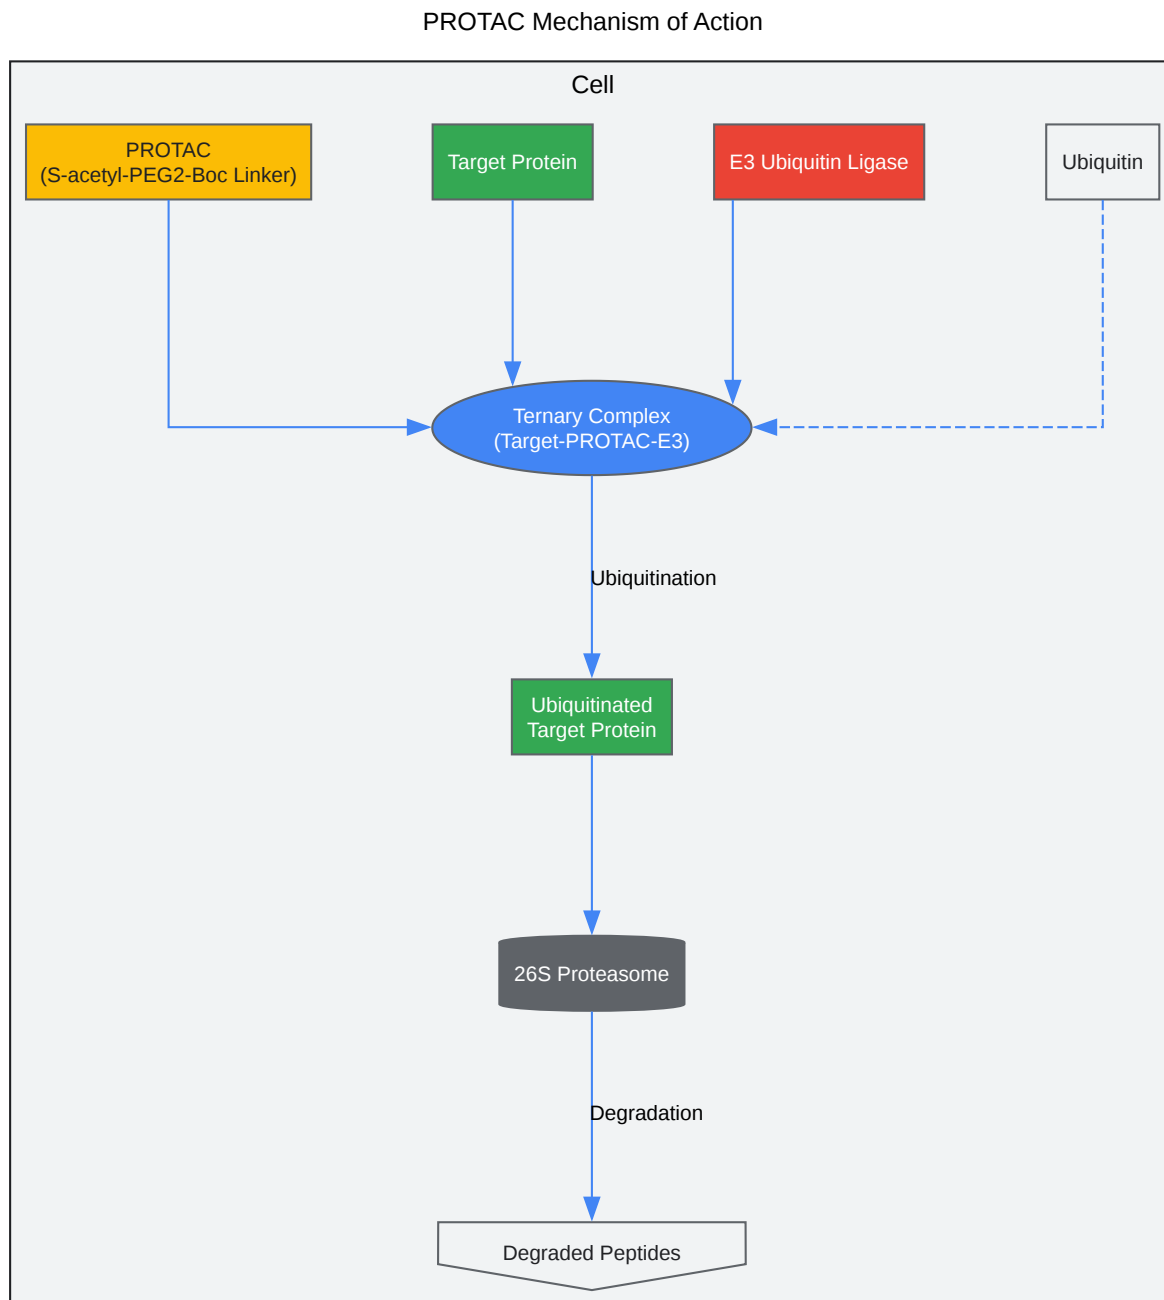 PROTAC Mechanism of Action
Cell
PROTAC
(S-acetyl-PEG2-Boc Linker)
Target Protein
E3 Ubiquitin Ligase
Ubiquitin
Ternary Complex
(Target-PROTAC-E3)
Ubiquitination
Ubiquitinated
Target Protein
26S Proteasome
Degradation
Degraded Peptides